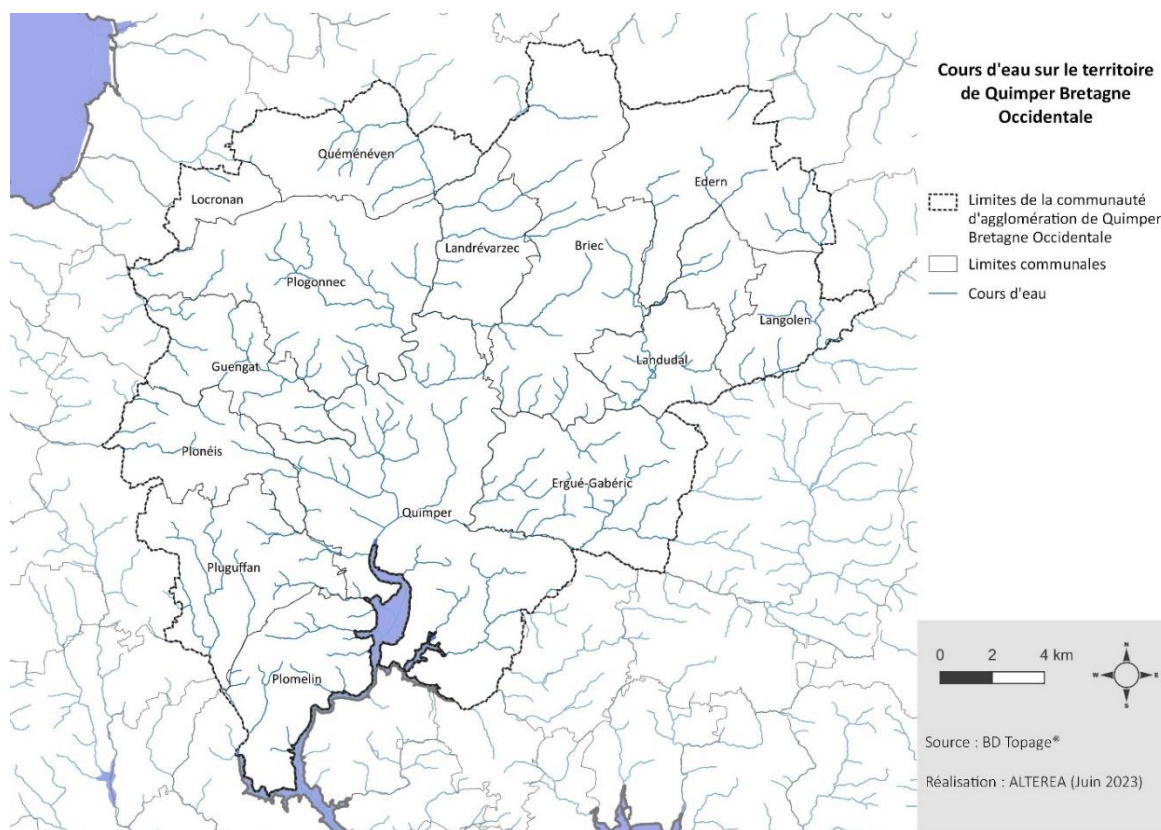 Cours d'eau sur le territoire
de Quimper Bretagne
Occidentale
Limites de la communauté
d'agglomération de Quimper
Bretagne Occidentale
Limites communales
Cours d'eau
Quéménéven
Edern
Locronan
Landrévarzec
Briec
Plogonnec
Langolen
Guengat
Landudal
Plonéis
Ergué-Gabéric
Quimper
Pluguffan
Plomelin
0 2 4 km
N
W E
S
Source : BD Topage®
Réalisation : ALTEREA (Juin 2023)